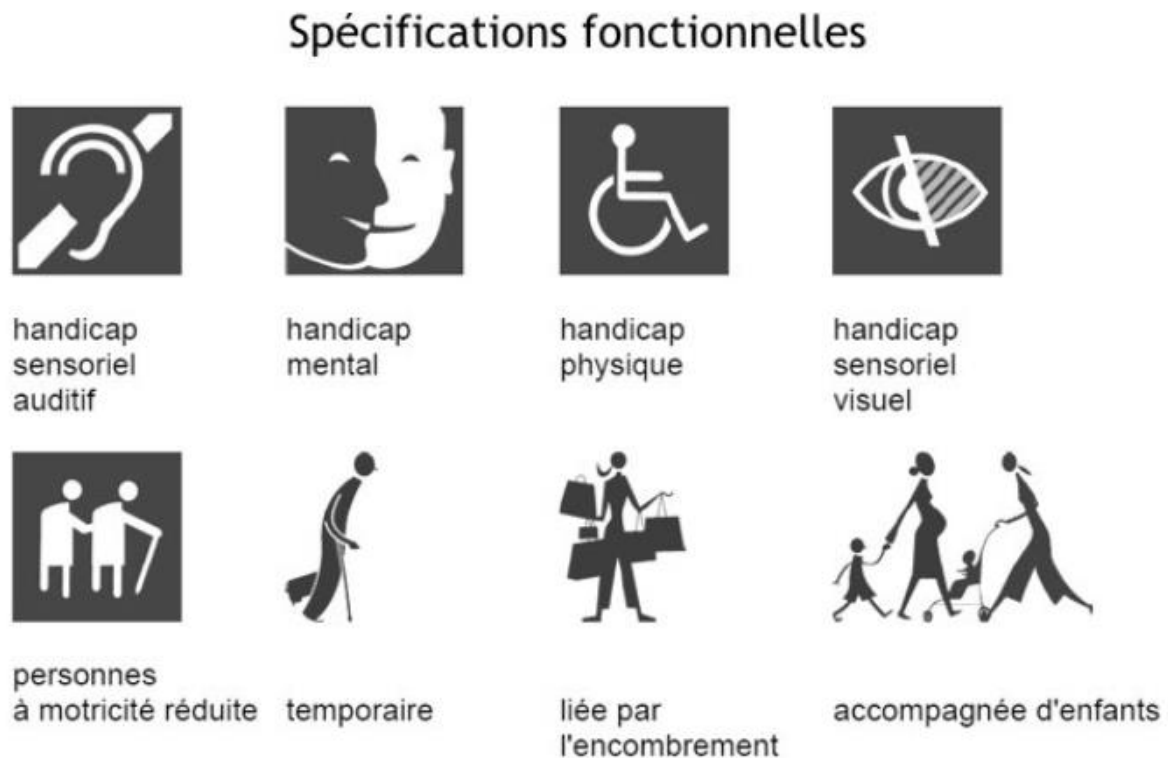 Spécifications fonctionnelles
handicap
sensoriel
auditif
handicap
mental
handicap
physique
handicap
sensoriel
visuel
personnes
à motricité réduite
temporaire
liée par
l'encombrement
accompagnée d'enfants